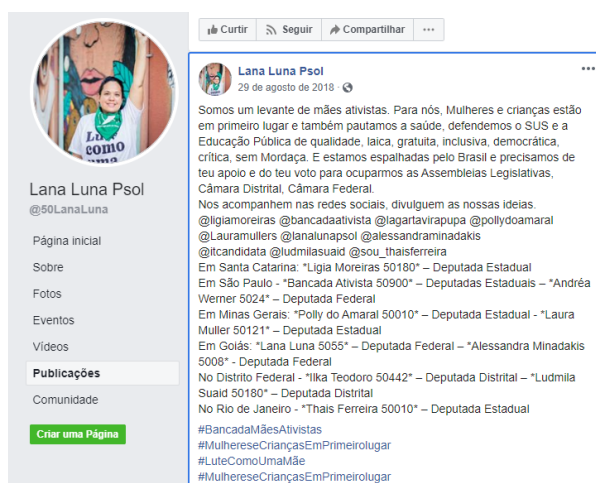 Curtir Seguir Compartilhar ...
Lana Luna Psol
29 de agosto de 2018 ·
Somos um levante de mães ativistas. Para nós, Mulheres e crianças estão
em primeiro lugar e também pautamos a saúde, defendemos o SUS e a
Educação Pública de qualidade, laica, gratuita, inclusiva, democrática,
crítica, sem Mordaça. E estamos espalhadas pelo Brasil e precisamos de
teu apoio e do teu voto para ocuparmos as Assembleias Legislativas,
Câmara Distrital, Câmara Federal.
Nos acompanhem nas redes sociais, divulguem as nossas ideias.
@ligiamoreiras @bancadaativista @lagartavirapupa @pollydoamaral
@Lauramullers @lanalunapsol @alessandraminadakis
@itcandidata @ludmilasuaid @sou_thaisferreira
Em Santa Catarina: *Ligia Moreiras 50180* – Deputada Estadual
Em São Paulo - *Bancada Ativista 50900* – Deputadas Estaduais – *Andréa
Werner 5024* – Deputada Federal
Em Minas Gerais: *Polly do Amaral 50010* – Deputada Estadual - *Laura
Muller 50121* – Deputada Estadual
Em Goiás: *Lana Luna 5055* – Deputada Federal – *Alessandra Minadakis
5008* - Deputada Federal
No Distrito Federal - *Ilka Teodoro 50442* – Deputada Distrital – *Ludmila
Suaid 50180* – Deputada Distrital
No Rio de Janeiro - *Thais Ferreira 50010* – Deputada Estadual
#BancadaMãesAtivistas
#MulhereseCriançasEmPrimeirolugar
#LuteComoUmaMãe
#MulhereseCriançasEmPrimeirolugar
como
uma
Lana Luna Psol
@50LanaLuna
Página inicial
Sobre
Fotos
Eventos
Vídeos
Publicações
Comunidade
Criar uma Página